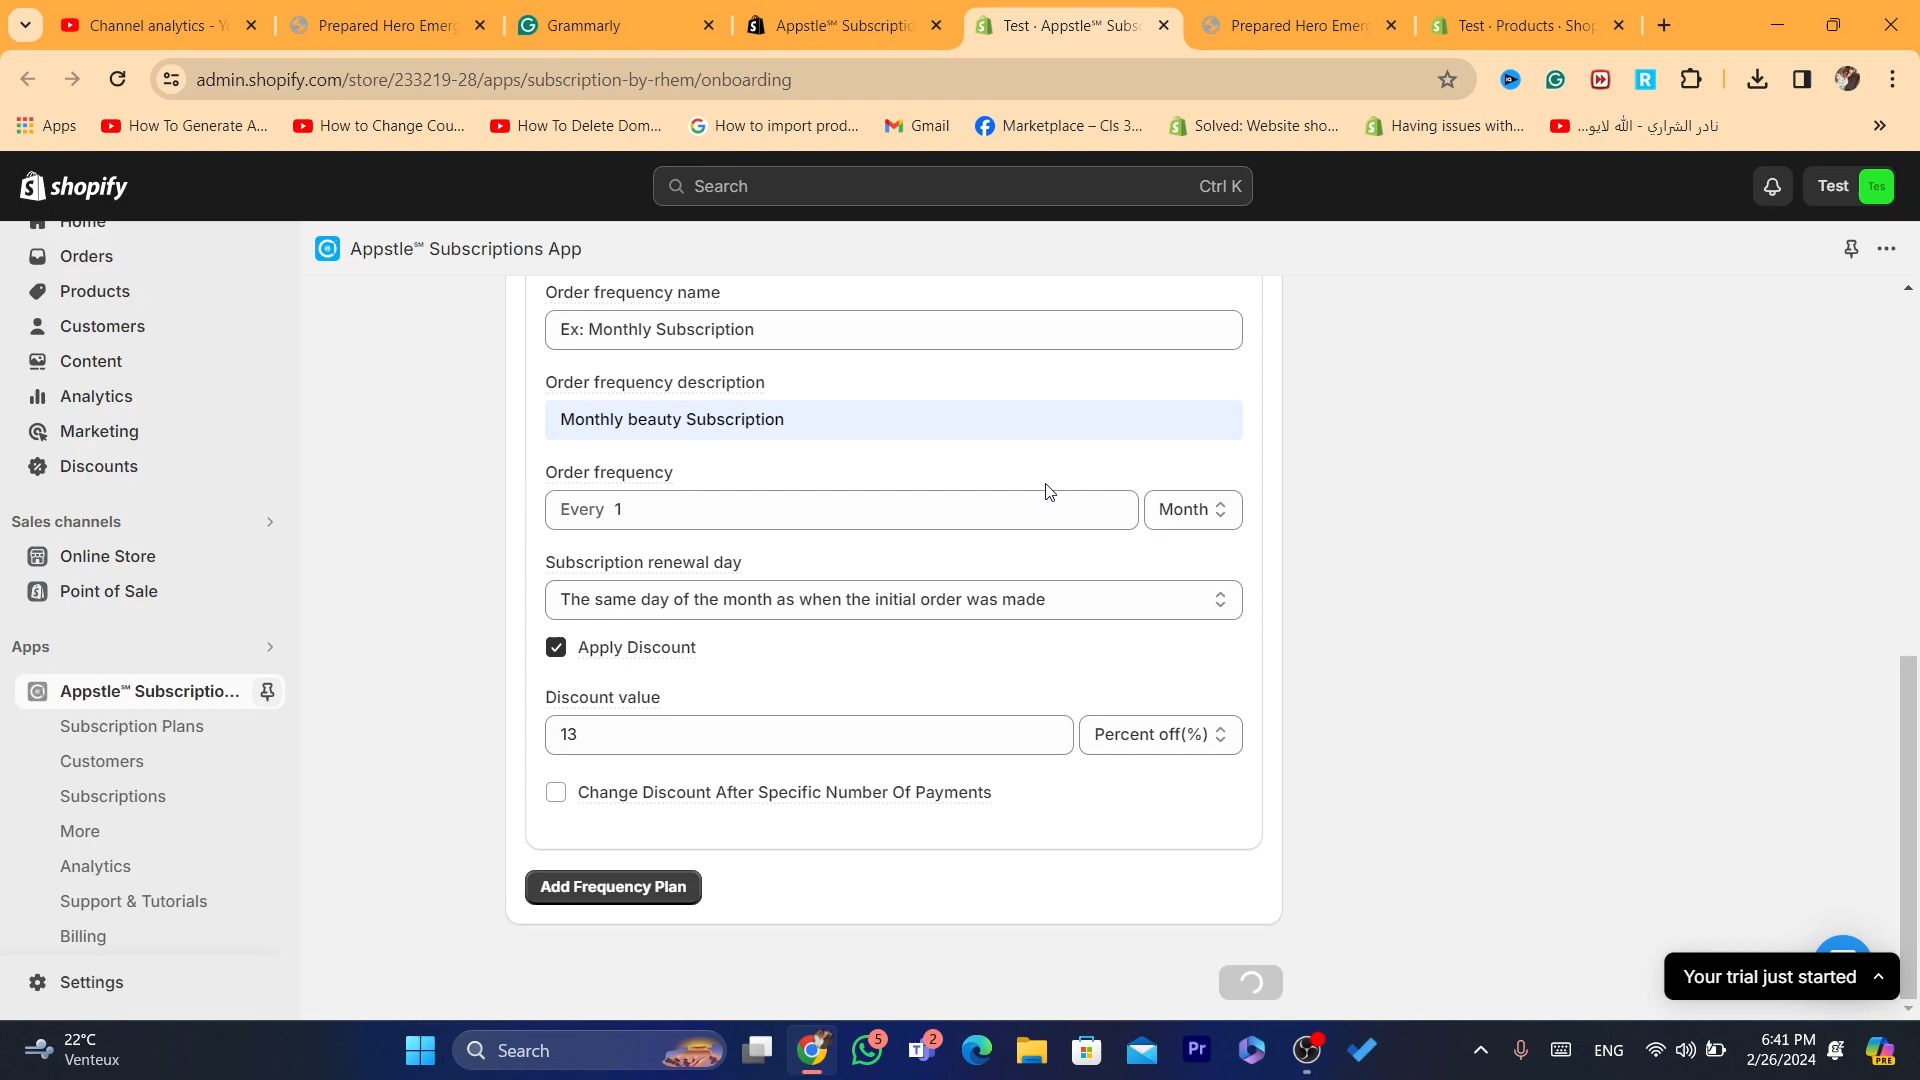 Channel analytics - Y
Prepared Hero Emerg
Grammarly
Appstle℠ Subscriptio
Test · Appstle℠ Subs
Prepared Hero Emer
Test · Products · Shop
admin.shopify.com/store/233219-28/apps/subscription-by-rhem/onboarding
Apps
How To Generate A...
How to Change Cou...
How To Delete Dom...
How to import prod...
Gmail
Marketplace – Cls 3...
Solved: Website sho...
Having issues with...
نادر الشراري - الله لايو...
shopify
Search
Ctrl K
Test
Tes
Home
Orders
Products
Customers
Content
Analytics
Marketing
Discounts
Sales channels
Online Store
Point of Sale
Apps
Appstle℠ Subscriptio...
Subscription Plans
Customers
Subscriptions
More
Analytics
Support & Tutorials
Billing
Settings
Appstle℠ Subscriptions App
Order frequency name
Ex: Monthly Subscription
Order frequency description
Monthly beauty Subscription
Order frequency
Every 1
Month
Subscription renewal day
The same day of the month as when the initial order was made
Apply Discount
Discount value
13
Percent off(%)
Change Discount After Specific Number Of Payments
Add Frequency Plan
Your trial just started
22°C
Venteux
Search
5
2
Pr
ENG
6:41 PM
2/26/2024
PRE